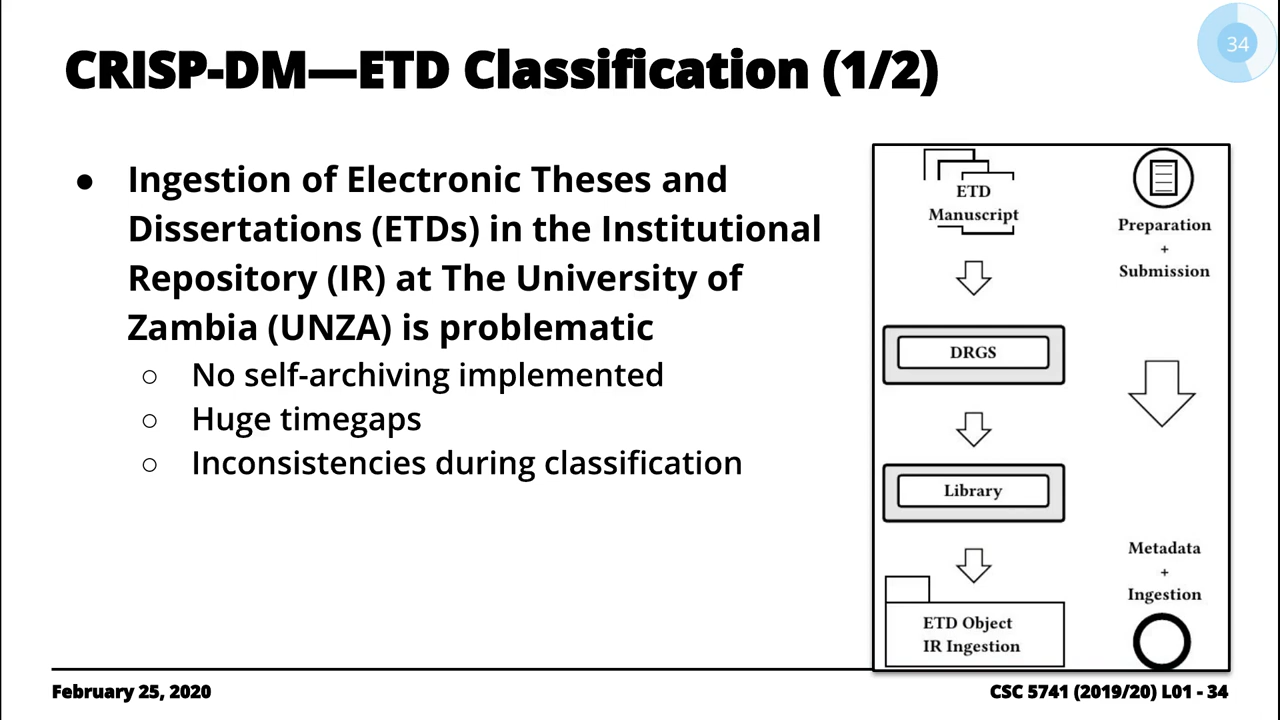 34
CRISP-DM—ETD Classification (1/2)
● Ingestion of Electronic Theses and
Dissertations (ETDs) in the Institutional
Repository (IR) at The University of
Zambia (UNZA) is problematic
○ No self-archiving implemented
○ Huge timegaps
○ Inconsistencies during classification
ETD
Manuscript
DRGS
Library
ETD Object
IR Ingestion
Preparation
+
Submission
Metadata
+
Ingestion
February 25, 2020
CSC 5741 (2019/20) L01 - 34